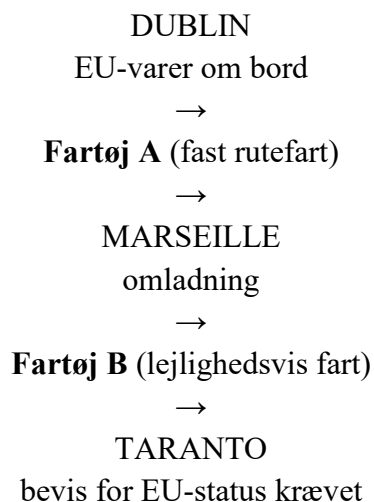 DUBLIN
EU-varer om bord
→
Fartøj A (fast rutefart)
→
MARSEILLE
omladning
→
Fartøj B (lejlighedsvis fart)
→
TARANTO
bevis for EU-status krævet